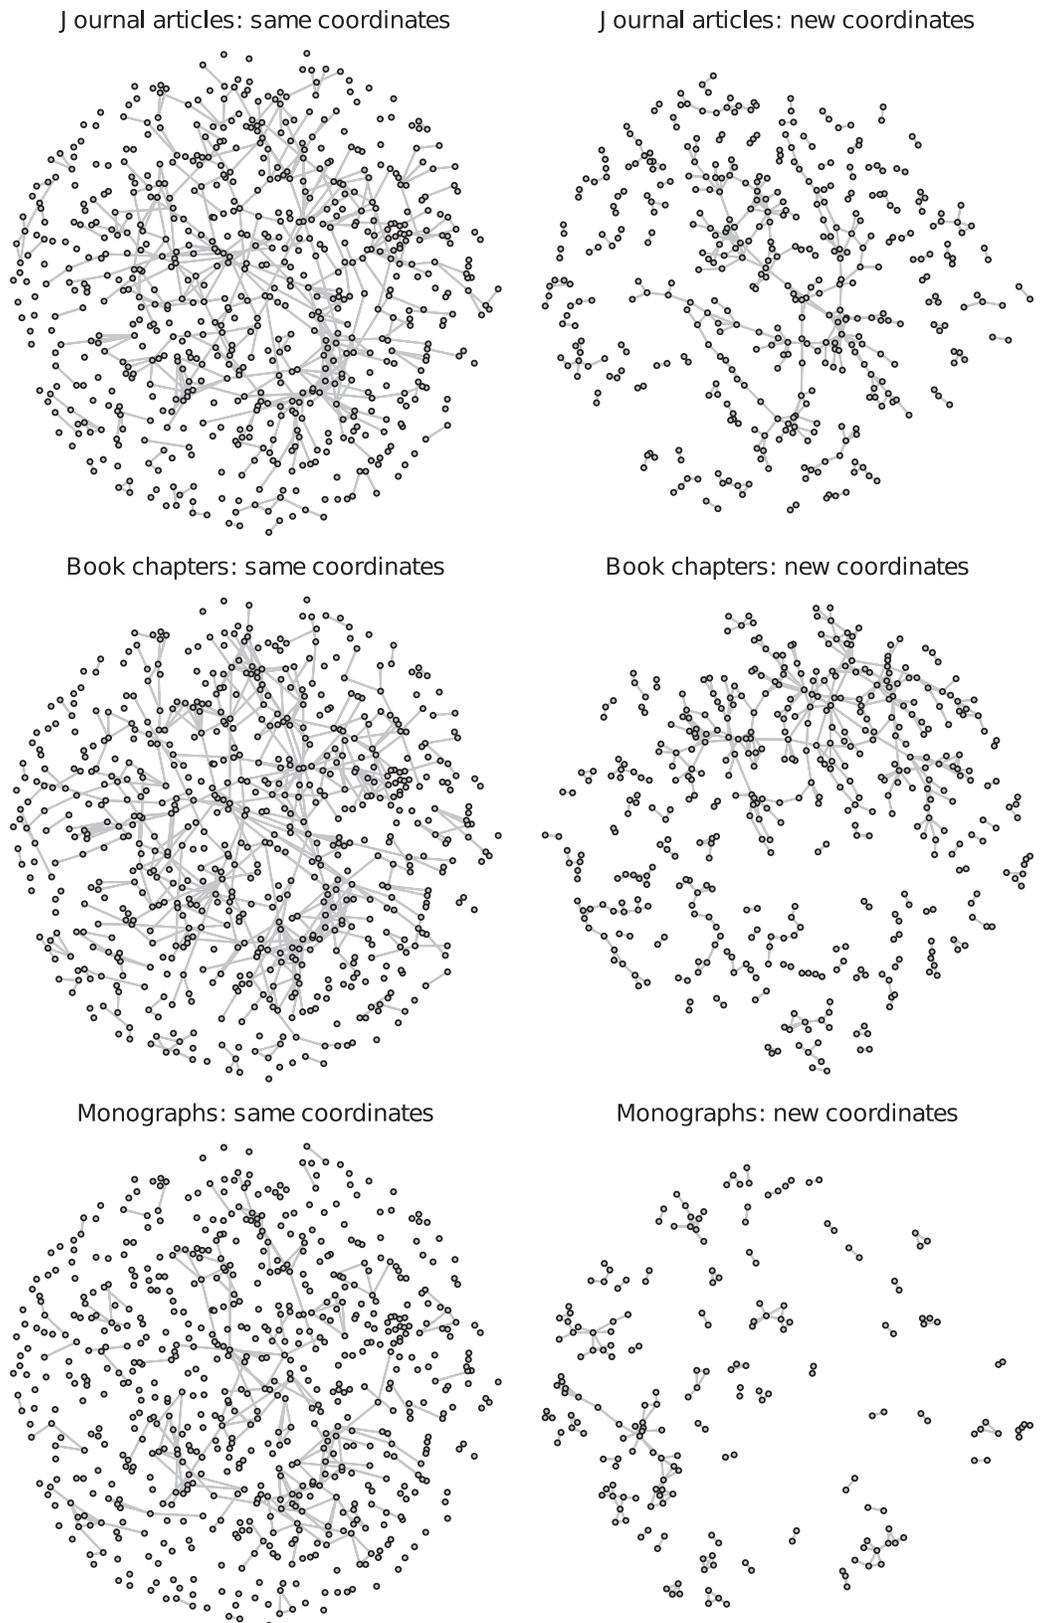 Journal articles: same coordinates
Journal articles: new coordinates
Book chapters: same coordinates
Book chapters: new coordinates
Monographs: same coordinates
Monographs: new coordinates